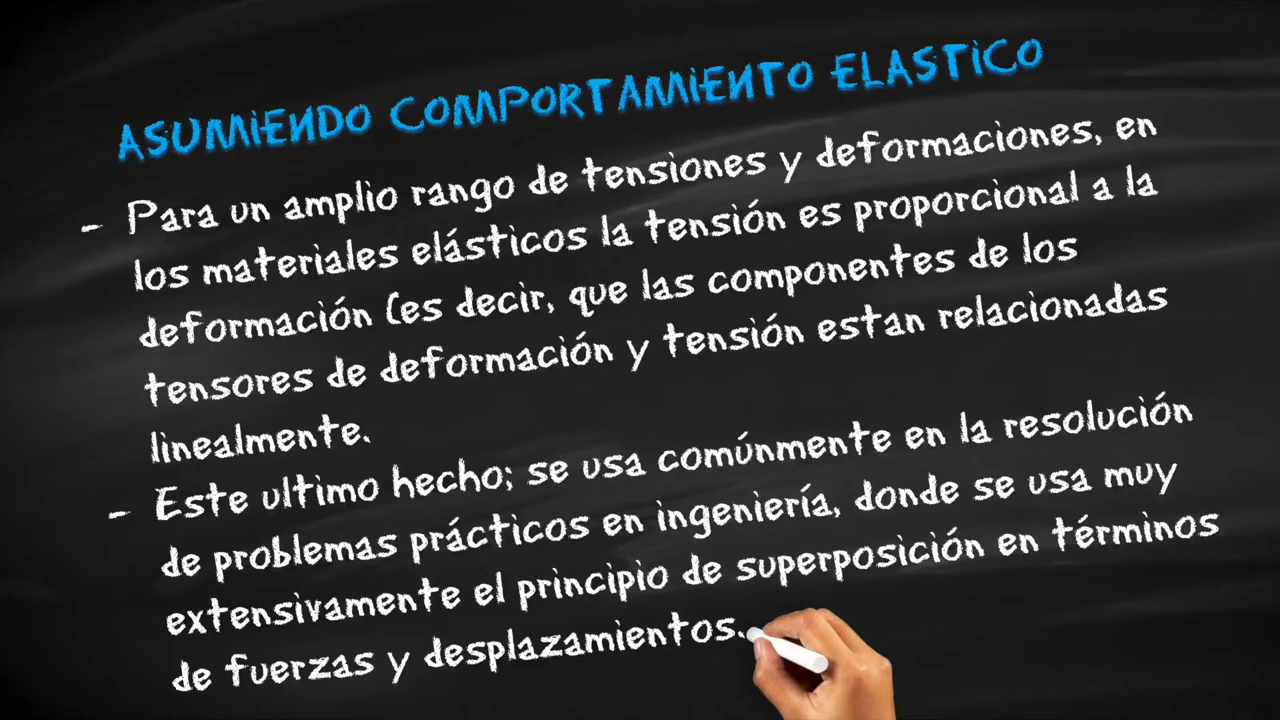 ASUMIENDO COMPORTAMIENTO ELASTICO
- Para un amplio rango de tensiones y deformaciones, en
los materiales elásticos la tensión es proporcional a la
deformación (es decir, que las componentes de los
tensores de deformación y tensión estan relacionadas
linealmente.
- Este ultimo hecho; se usa comúnmente en la resolución
de problemas prácticos en ingeniería, donde se usa muy
extensivamente el principio de superposición en términos
de fuerzas y desplazamientos.